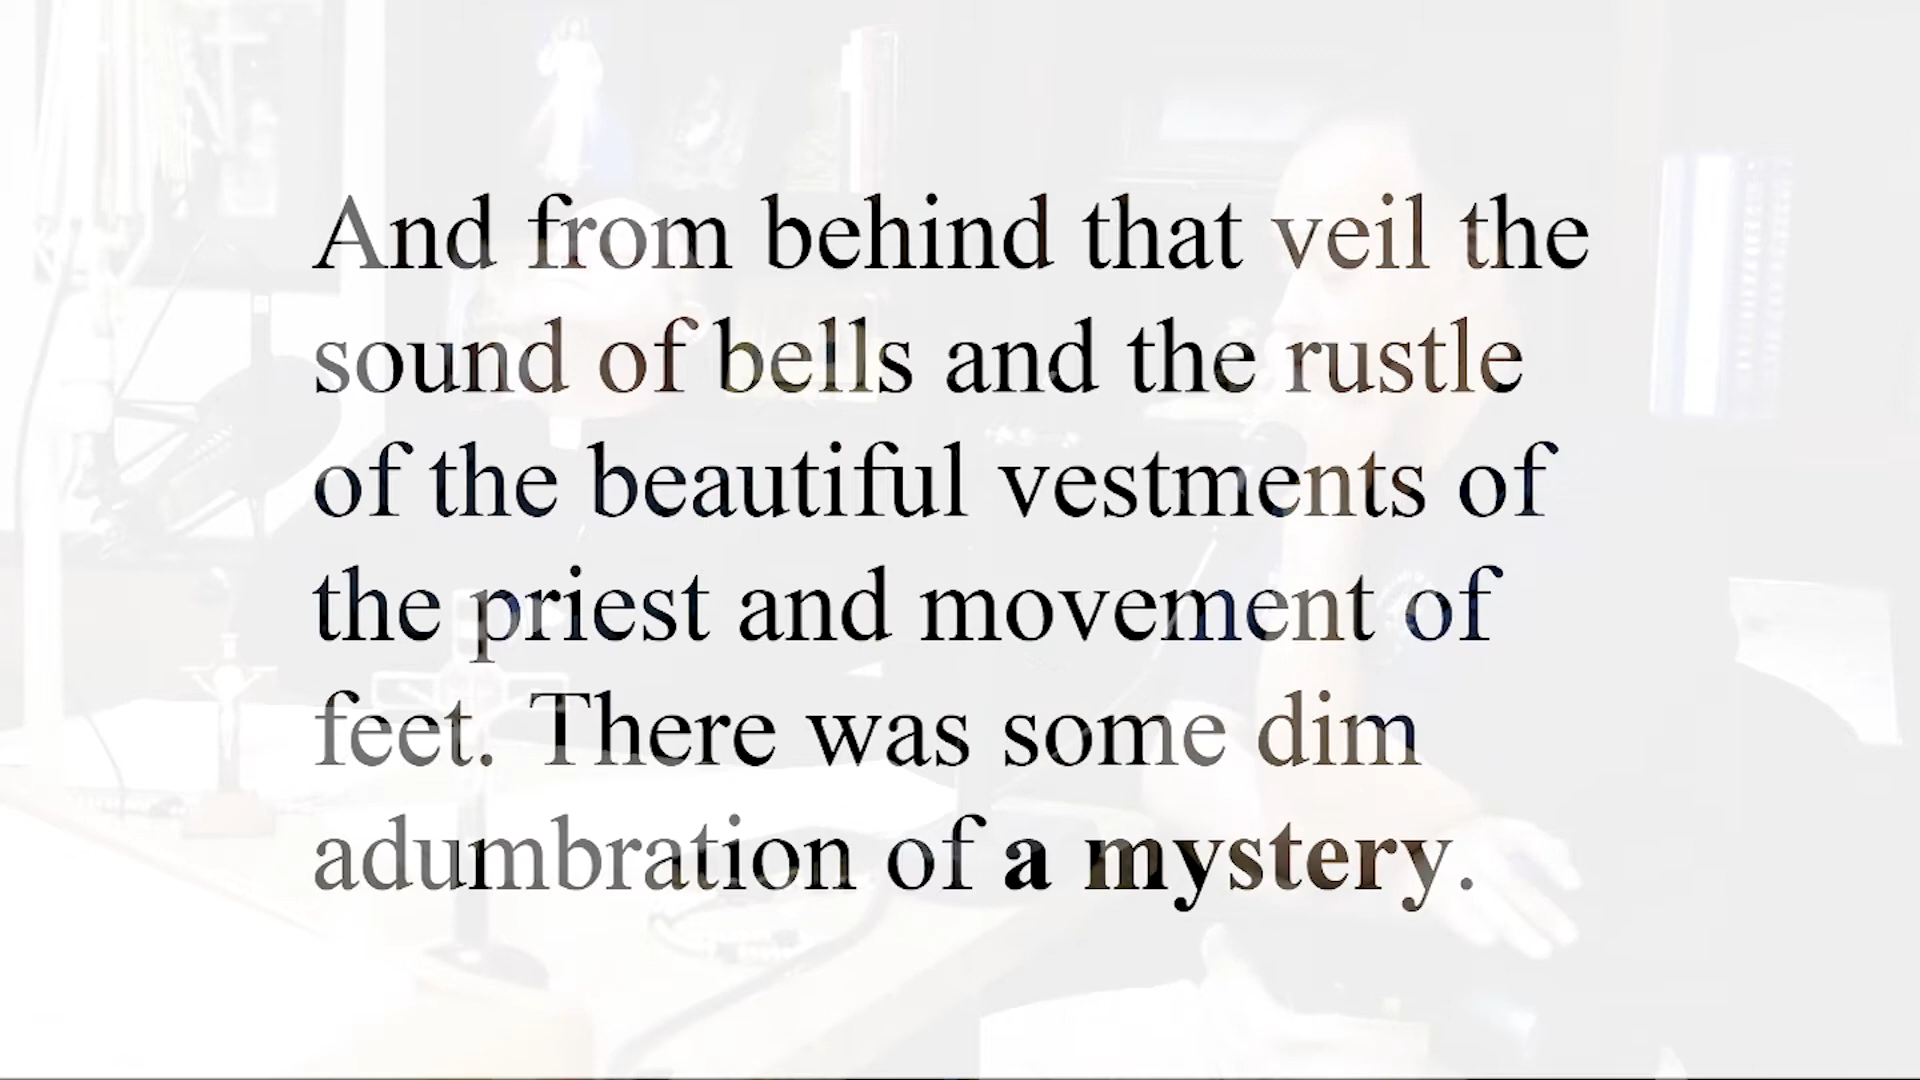 And from behind that veil the
sound of bells and the rustle
of the beautiful vestments of
the priest and movement of
feet. There was some dim
adumbration of a mystery.